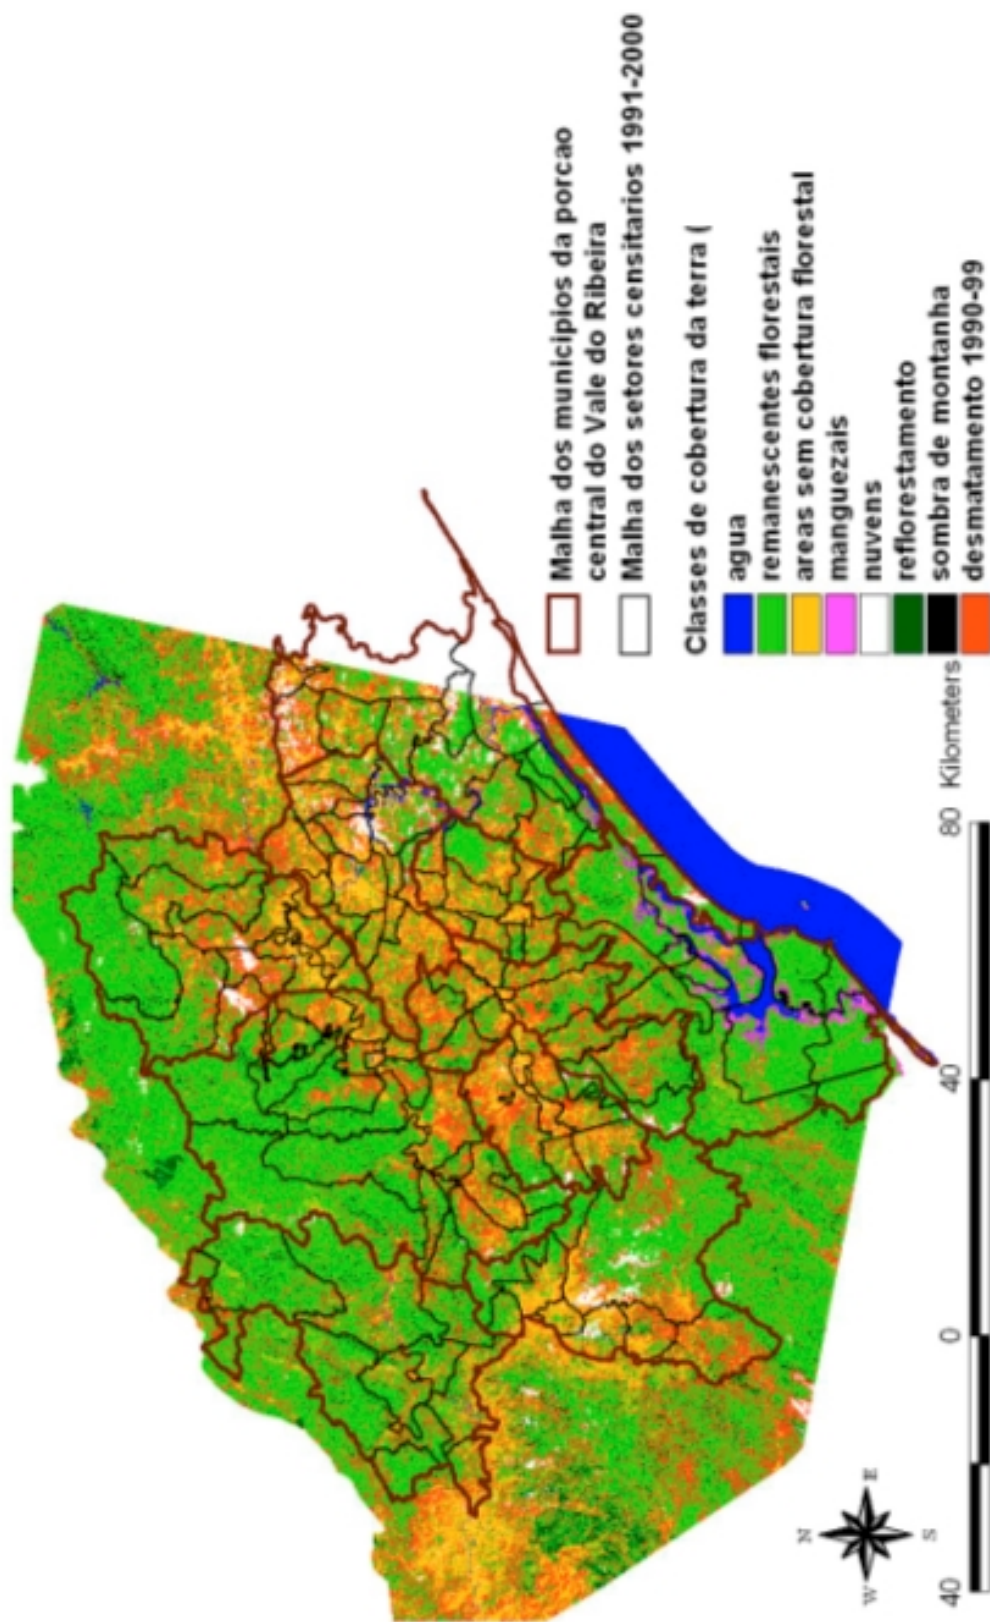 Malha dos municipios da porcao
central do Vale do Ribeira
Malha dos setores censitarios 1991-2000
Classes de cobertura da terra (
agua
remanescentes florestais
areas sem cobertura florestal
manguezais
nuvens
reflorestamento
sombra de montanha
desmatamento 1990-99
N
W E
S
40 0 40 80 Kilometers